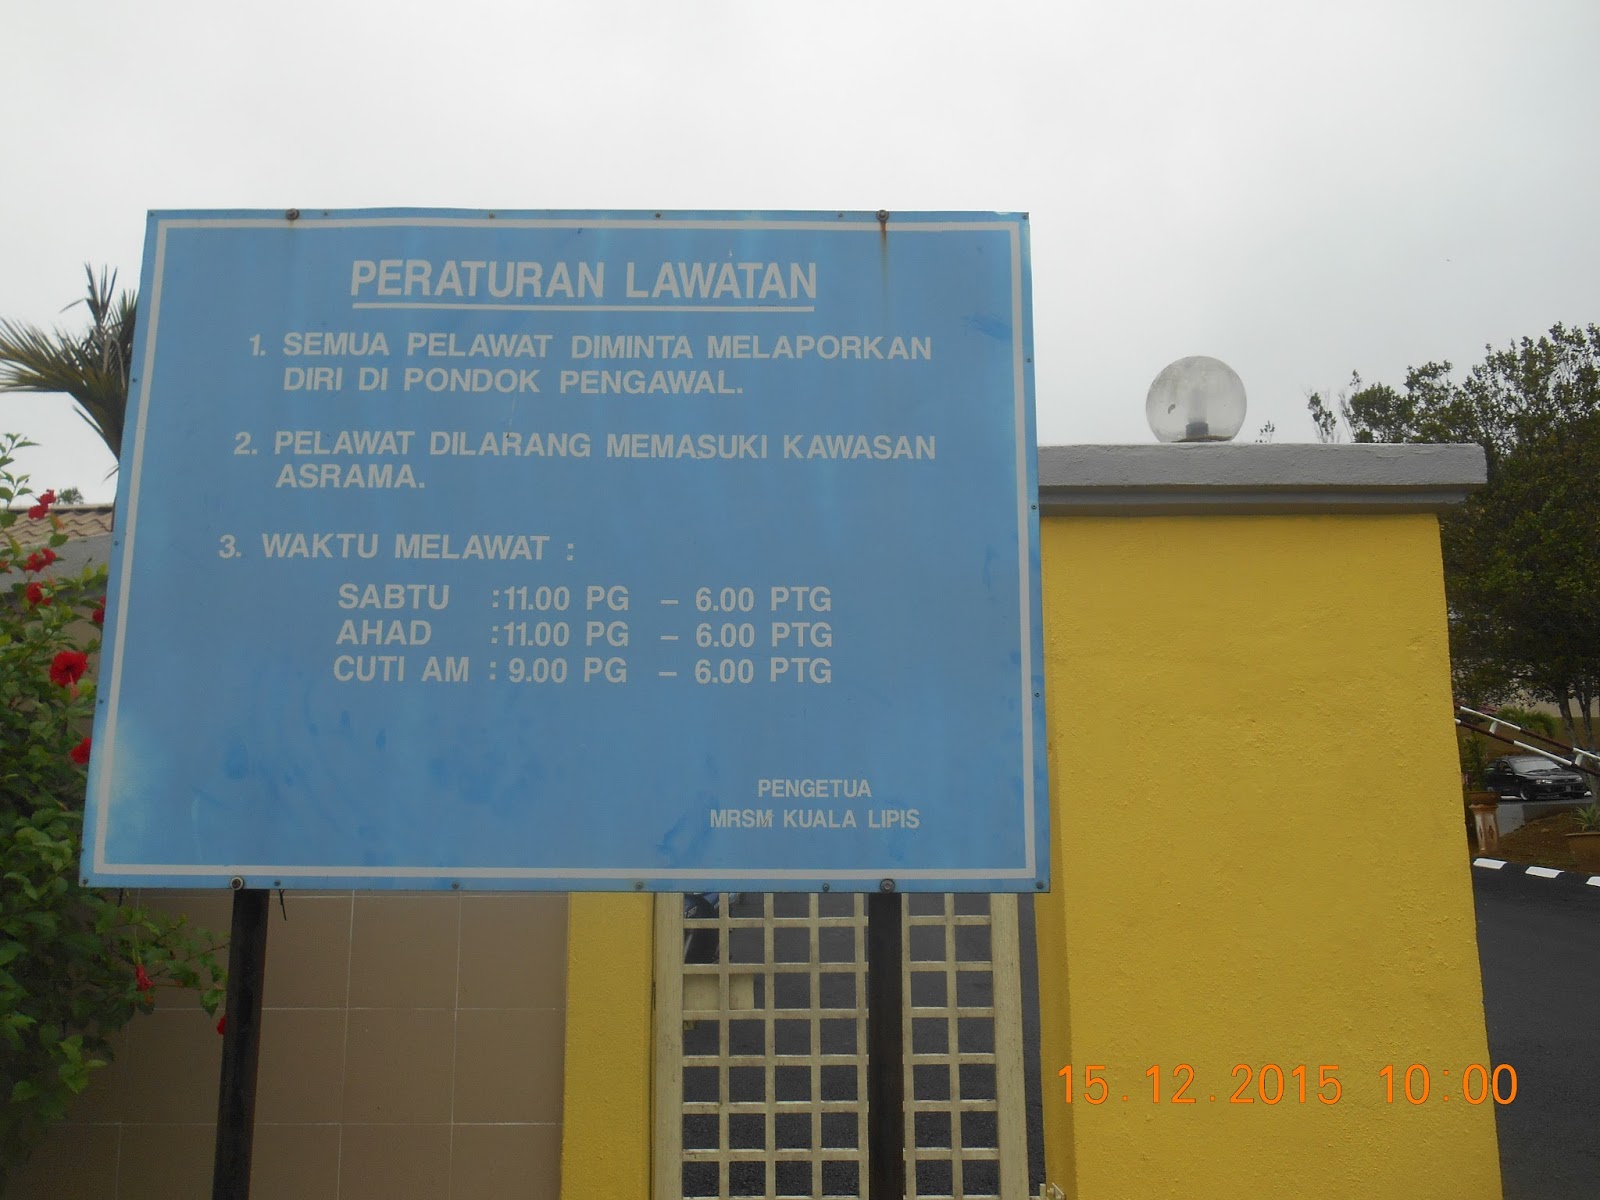 PERATURAN LAWATAN
1. SEMUA PELAWAT DIMINTA MELAPORKAN
DIRI DI PONDOK PENGAWAL.
2. PELAWAT DILARANG MEMASUKI KAWASAN
ASRAMA.
3. WAKTU MELAWAT :
SABTU : 11.00 PG – 6.00 PTG
AHAD : 11.00 PG – 6.00 PTG
CUTI AM : 9.00 PG – 6.00 PTG
PENGETUA
MRSM KUALA LIPIS
15.12.2015 10:00